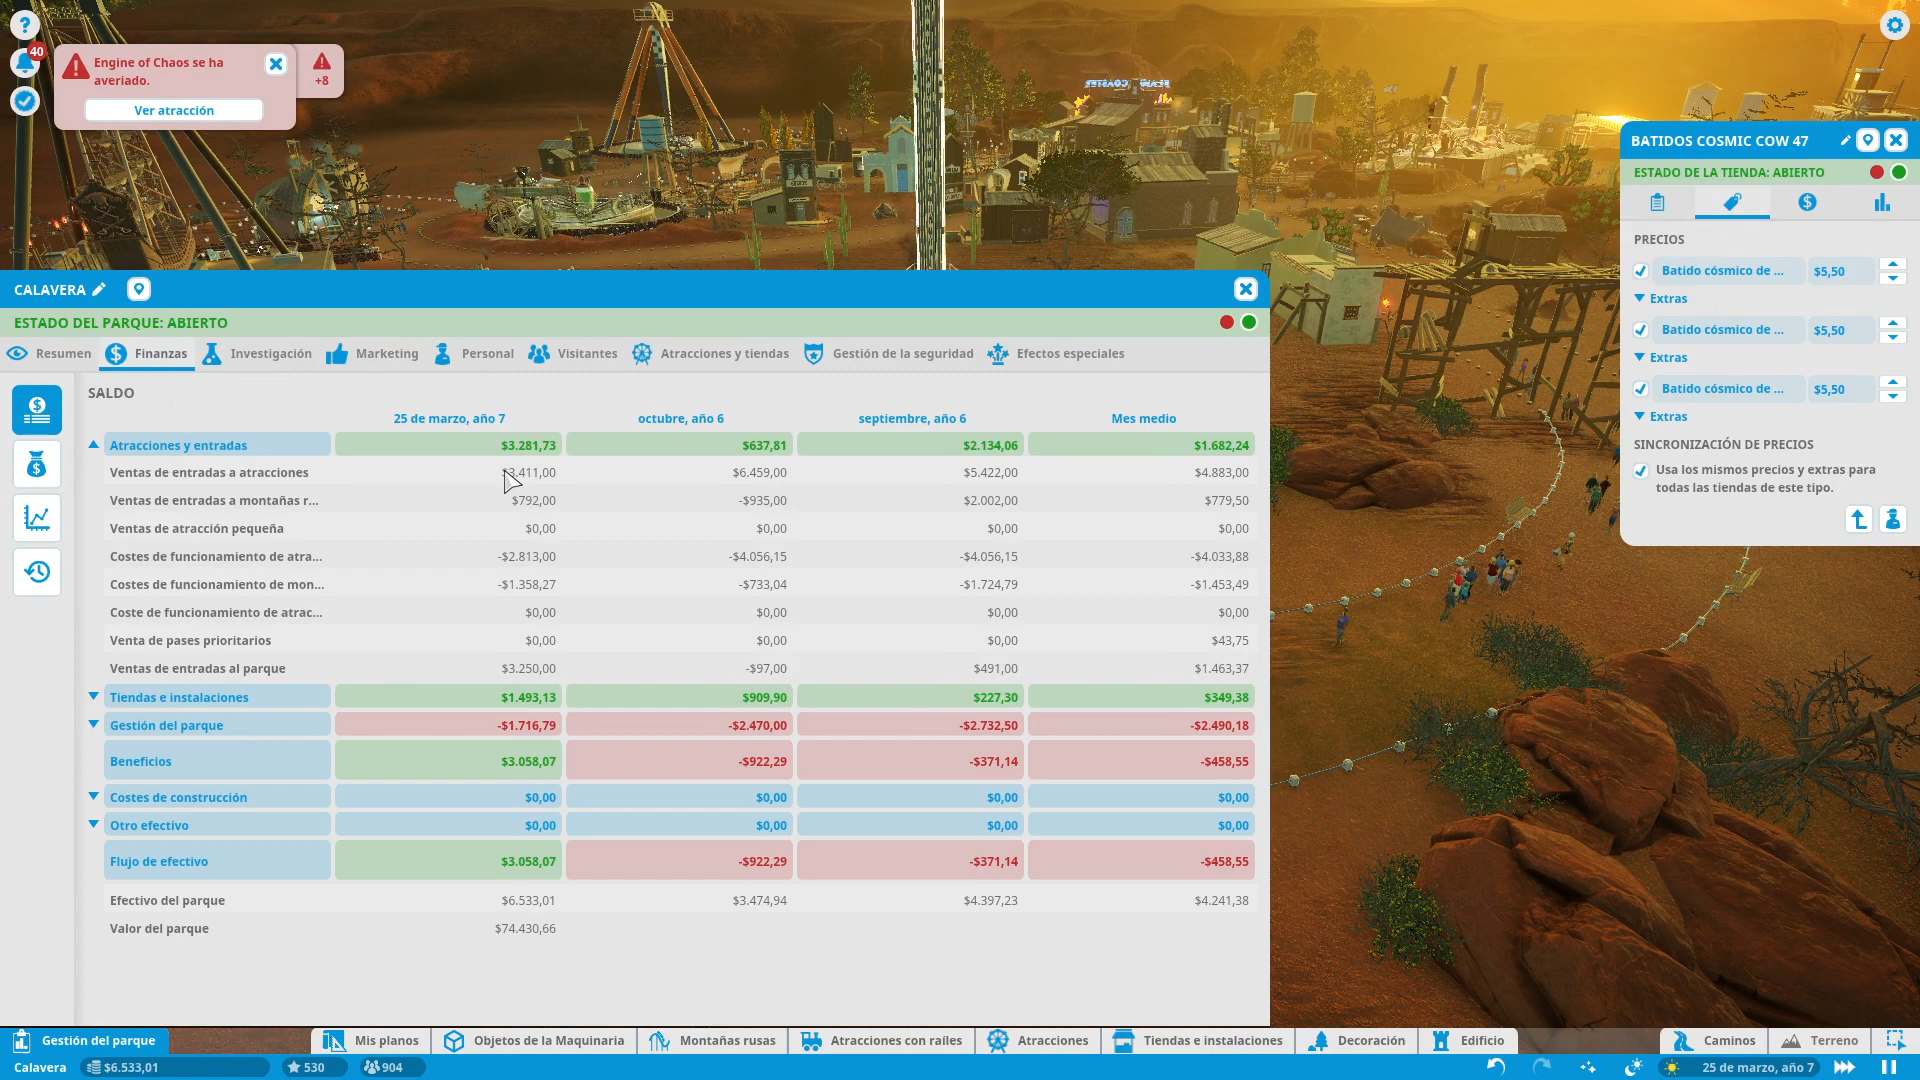 ?
40
Engine of Chaos se ha
averiado.
Ver atracción
+8
CALAVERA
ESTADO DEL PARQUE: ABIERTO
Resumen
Finanzas
Investigación
Marketing
Personal
Visitantes
Atracciones y tiendas
Gestión de la seguridad
Efectos especiales
SALDO
25 de marzo, año 7 octubre, año 6 septiembre, año 6 Mes medio
Atracciones y entradas $3.281,73 $637,81 $2.134,06 $1.682,24
Ventas de entradas a atracciones 3.411,00 $6.459,00 $5.422,00 $4.883,00
Ventas de entradas a montañas r... $792,00 -$935,00 $2.002,00 $779,50
Ventas de atracción pequeña $0,00 $0,00 $0,00 $0,00
Costes de funcionamiento de atra... -$2.813,00 -$4.056,15 -$4.056,15 -$4.033,88
Costes de funcionamiento de mon... -$1.358,27 -$733,04 -$1.724,79 -$1.453,49
Coste de funcionamiento de atrac... $0,00 $0,00 $0,00 $0,00
Venta de pases prioritarios $0,00 $0,00 $0,00 $43,75
Ventas de entradas al parque $3.250,00 -$97,00 $491,00 $1.463,37
Tiendas e instalaciones $1.493,13 $909,90 $227,30 $349,38
Gestión del parque -$1.716,79 -$2.470,00 -$2.732,50 -$2.490,18
Beneficios $3.058,07 -$922,29 -$371,14 -$458,55
Costes de construcción $0,00 $0,00 $0,00 $0,00
Otro efectivo $0,00 $0,00 $0,00 $0,00
Flujo de efectivo $3.058,07 -$922,29 -$371,14 -$458,55
Efectivo del parque $6.533,01 $3.474,94 $4.397,23 $4.241,38
Valor del parque $74.430,66
BATIDOS COSMIC COW 47
ESTADO DE LA TIENDA: ABIERTO
PRECIOS
Batido cósmico de ... $5,50
Extras
Batido cósmico de ... $5,50
Extras
Batido cósmico de ... $5,50
Extras
SINCRONIZACIÓN DE PRECIOS
Usa los mismos precios y extras para
todas las tiendas de este tipo.
Gestión del parque
Mis planos
Objetos de la Maquinaria
Montañas rusas
Atracciones con raíles
Atracciones
Tiendas e instalaciones
Decoración
Edificio
Caminos
Terreno
Calavera
$6.533,01
530
904
25 de marzo, año 7